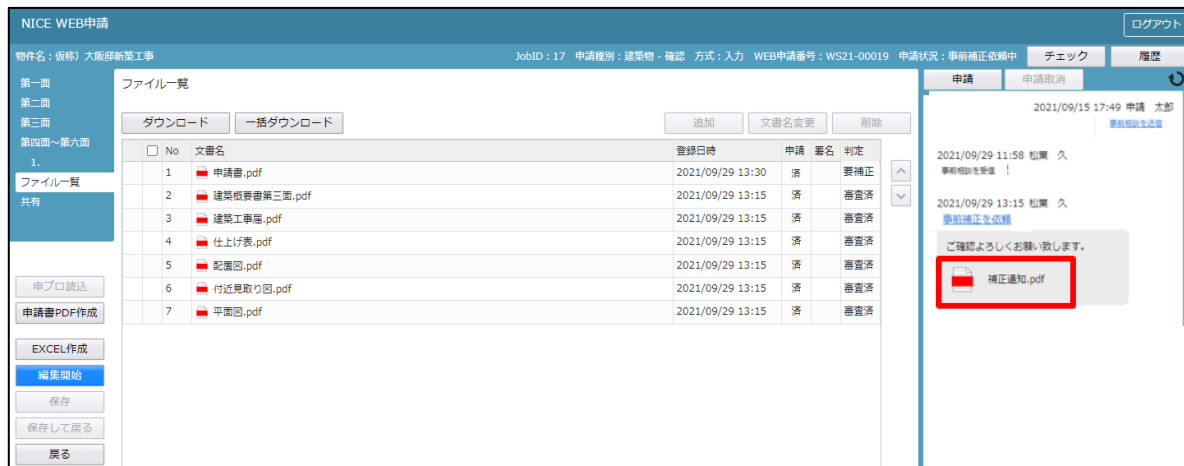 NICE WEB申請
ログアウト
物件名：仮称）大阪邸新築工事
JobID：17 申請種別：建築物 - 確認 方式：入力 WEB申請番号：WS21-00019 申請状況：事前補正依頼中
チェック
履歴
第一面
第二面
第三面
第四面～第六面
1.
ファイル一覧
共有
申プロ読込
申請書PDF作成
EXCEL作成
編集開始
保存
保存して戻る
戻る
ファイル一覧
ダウンロード 一括ダウンロード 追加 文書名変更 削除
No 文書名 登録日時 申請 署名 判定
1 申請書.pdf 2021/09/29 13:30 済 要補正
2 建築概要書第三面.pdf 2021/09/29 13:15 済 審査済
3 建築工事届.pdf 2021/09/29 13:15 済 審査済
4 仕上げ表.pdf 2021/09/29 13:15 済 審査済
5 配置図.pdf 2021/09/29 13:15 済 審査済
6 付近見取り図.pdf 2021/09/29 13:15 済 審査済
7 平面図.pdf 2021/09/29 13:15 済 審査済
申請 申請取消
2021/09/15 17:49 申請 太郎
事前相談を送信
2021/09/29 11:58 松葉 久
事前相談を受信 !
2021/09/29 13:15 松葉 久
事前補正を依頼
ご確認よろしくお願い致します。
補正通知.pdf